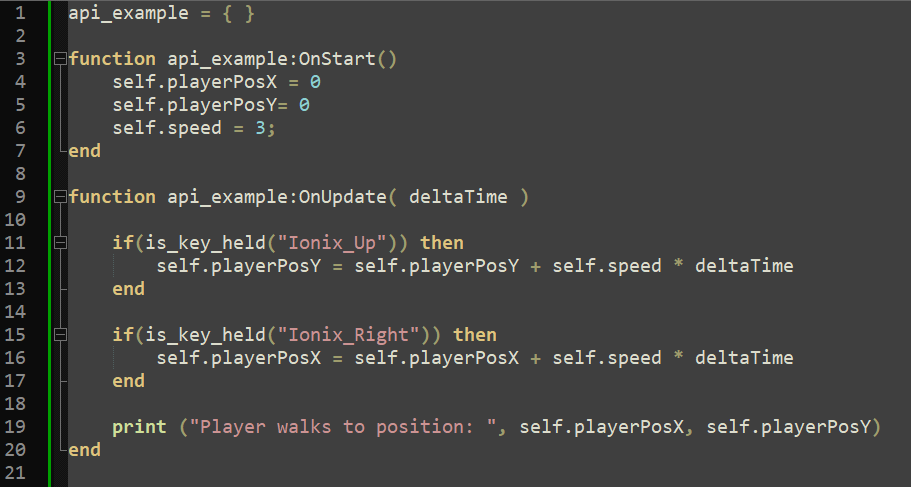 1 api_example = { }
2
3 function api_example:OnStart()
4     self.playerPosX = 0
5     self.playerPosY= 0
6     self.speed = 3;
7 end
8
9 function api_example:OnUpdate( deltaTime )
10
11     if(is_key_held("Ionix_Up")) then
12         self.playerPosY = self.playerPosY + self.speed * deltaTime
13     end
14
15     if(is_key_held("Ionix_Right")) then
16         self.playerPosX = self.playerPosX + self.speed * deltaTime
17     end
18
19     print ("Player walks to position: ", self.playerPosX, self.playerPosY)
20 end
21